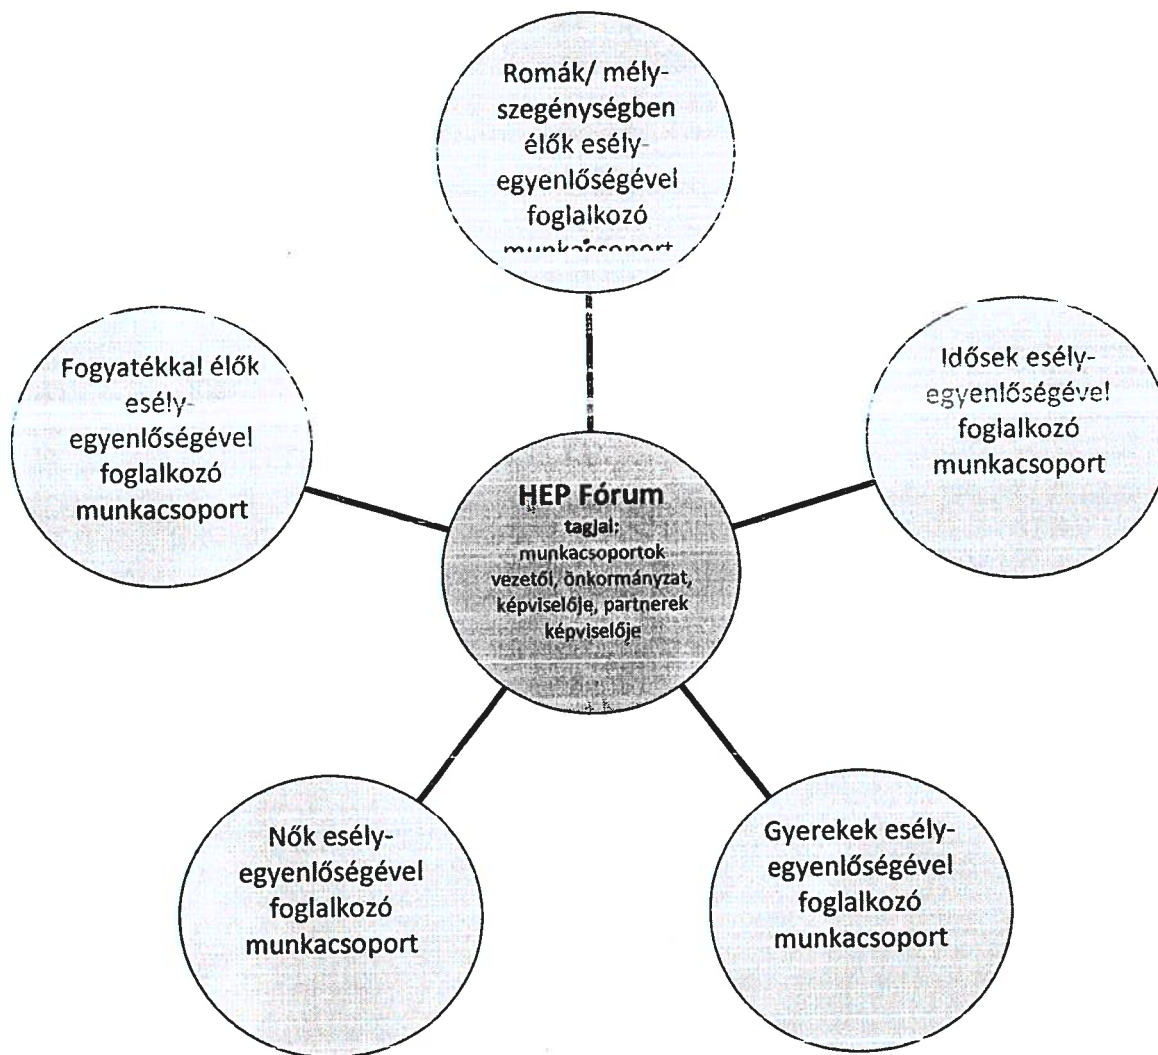 Romák/ mély-
szegénységben
élők esély-
egyenlőségével
foglalkozó
munkacsoport
Fogyatékkal élők
esély-
egyenlőségével
foglalkozó
munkacsoport
Idősek esély-
egyenlőségével
foglalkozó
munkacsoport
HEP Fórum
tagjai:
munkacsoportok
vezetői, önkormányzat,
képviselője, partnerek
képviselője
Nők esély-
egyenlőségével
foglalkozó
munkacsoport
Gyerekek esély-
egyenlőségével
foglalkozó
munkacsoport